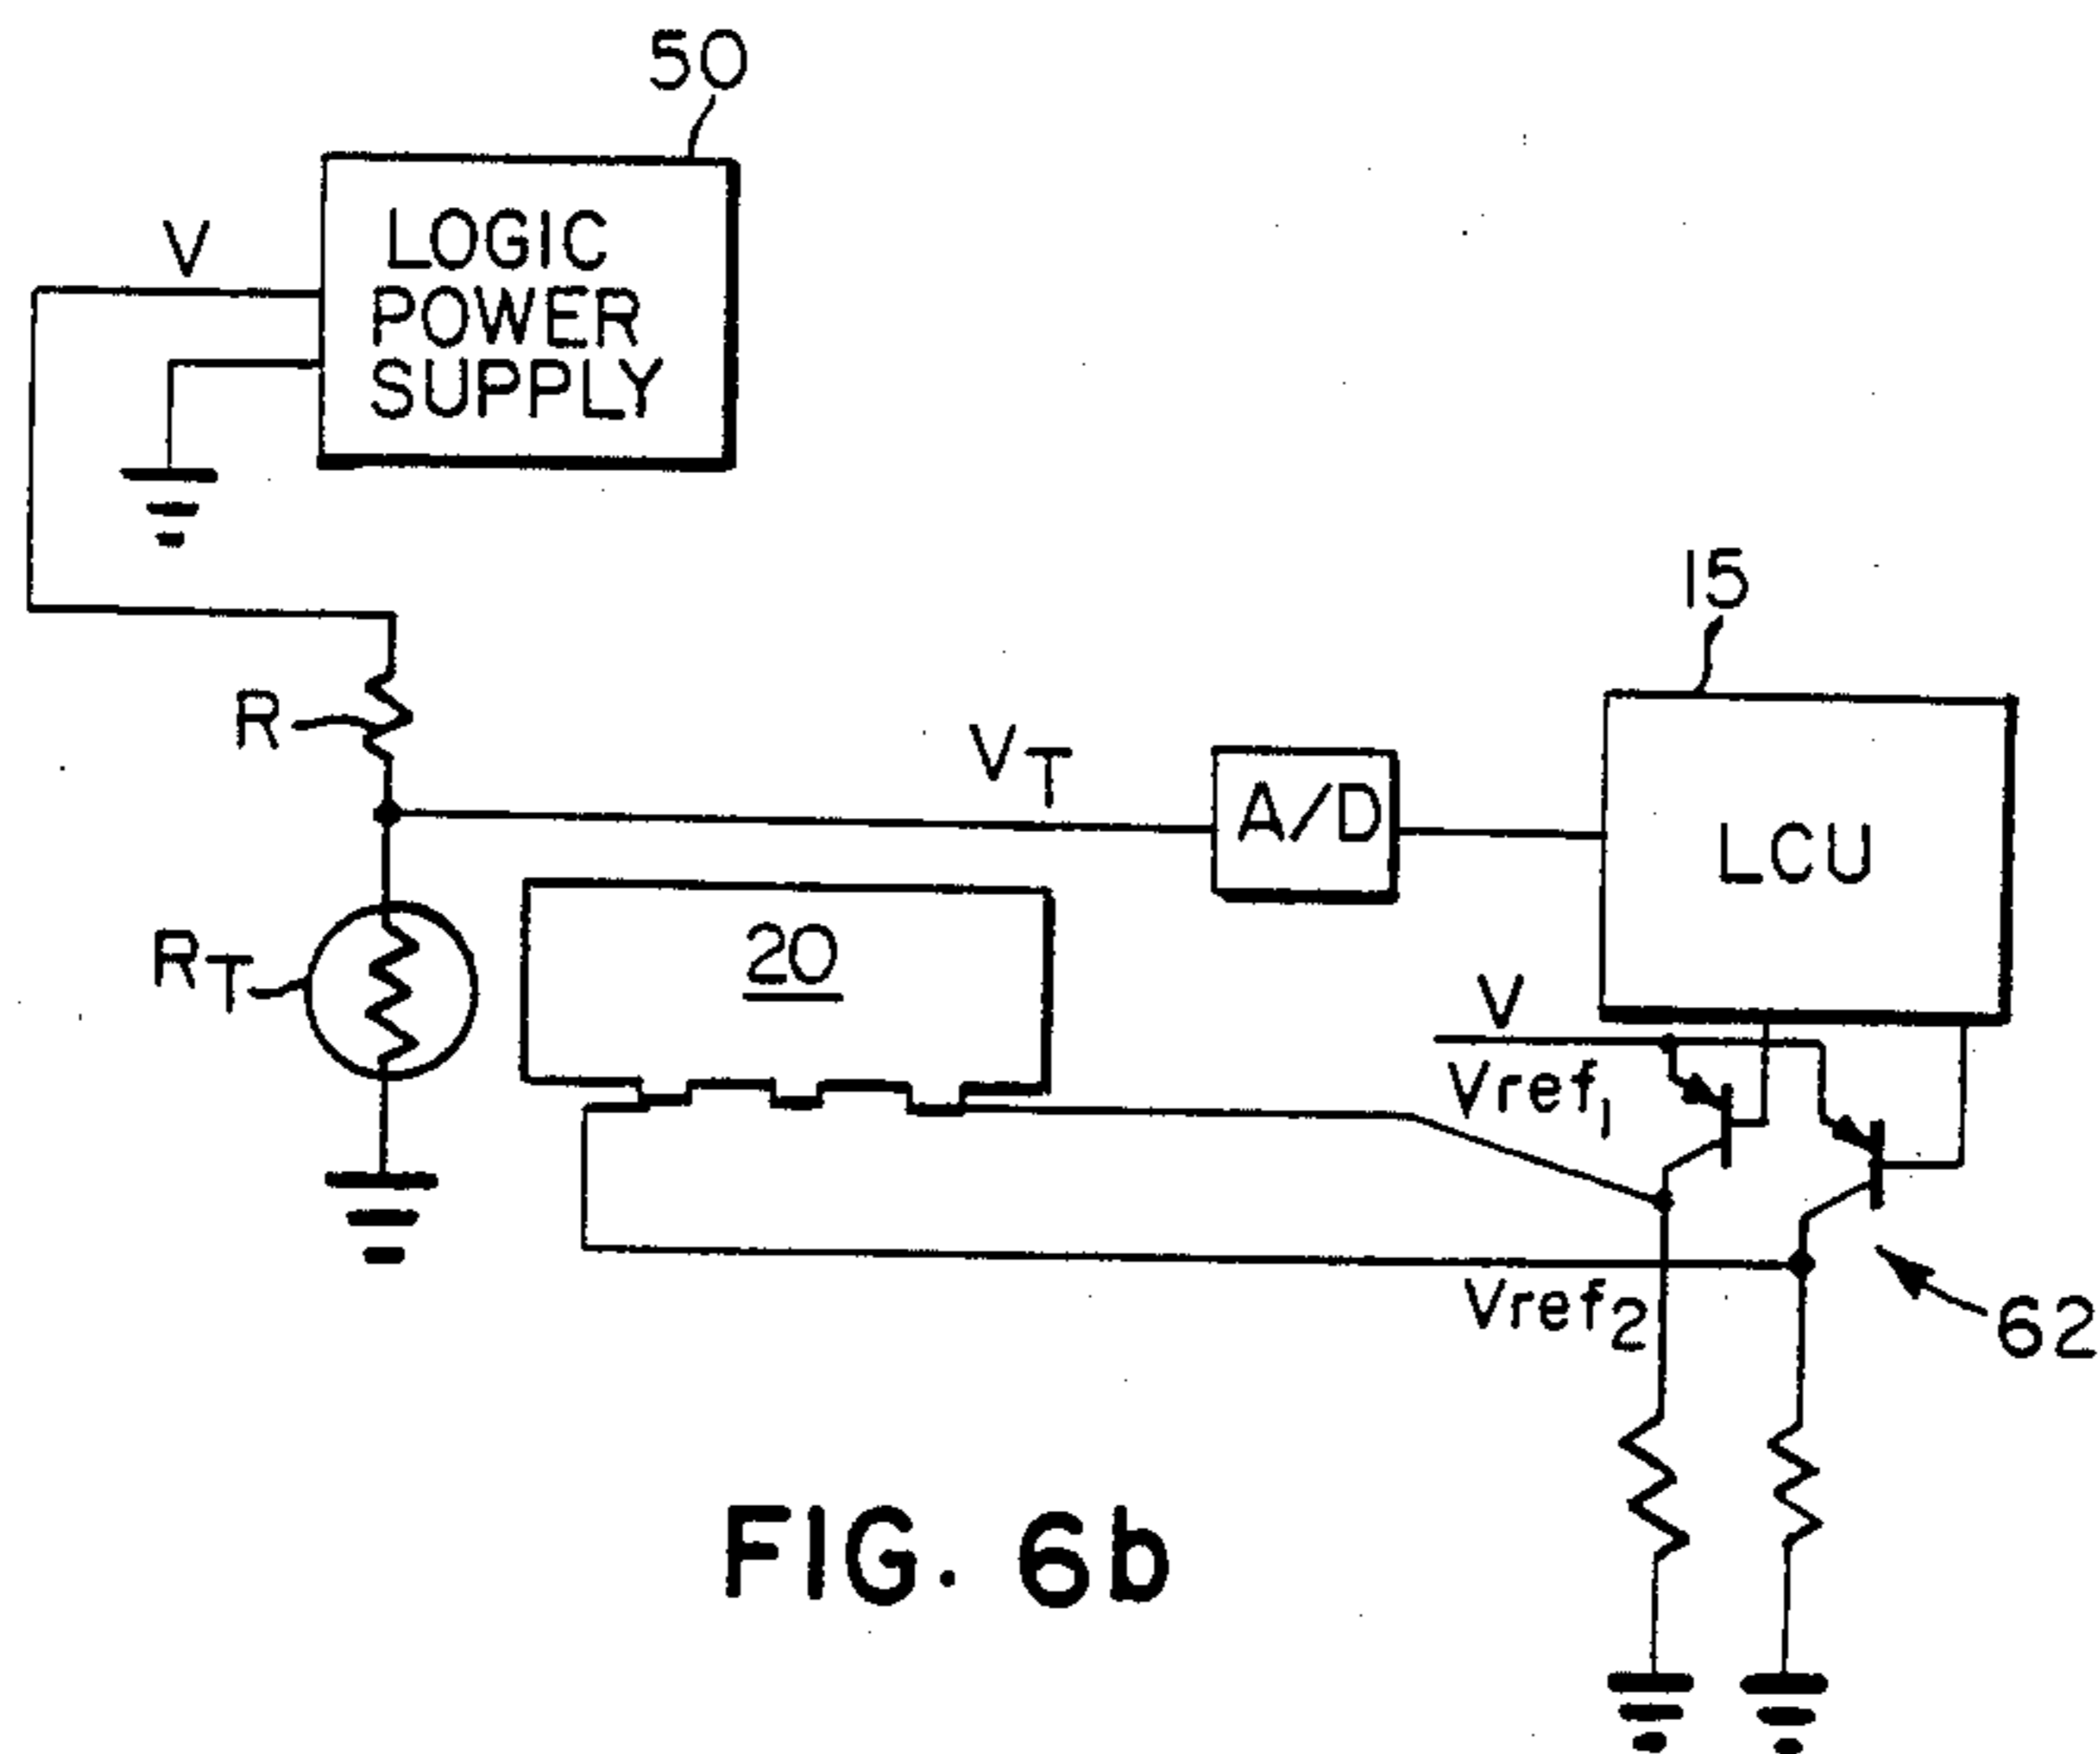 50
V
LOGIC
POWER
SUPPLY
15
R
VT
A/D
LCU
RT
20
V
Vref1
Vref2
62
FIG. 6b